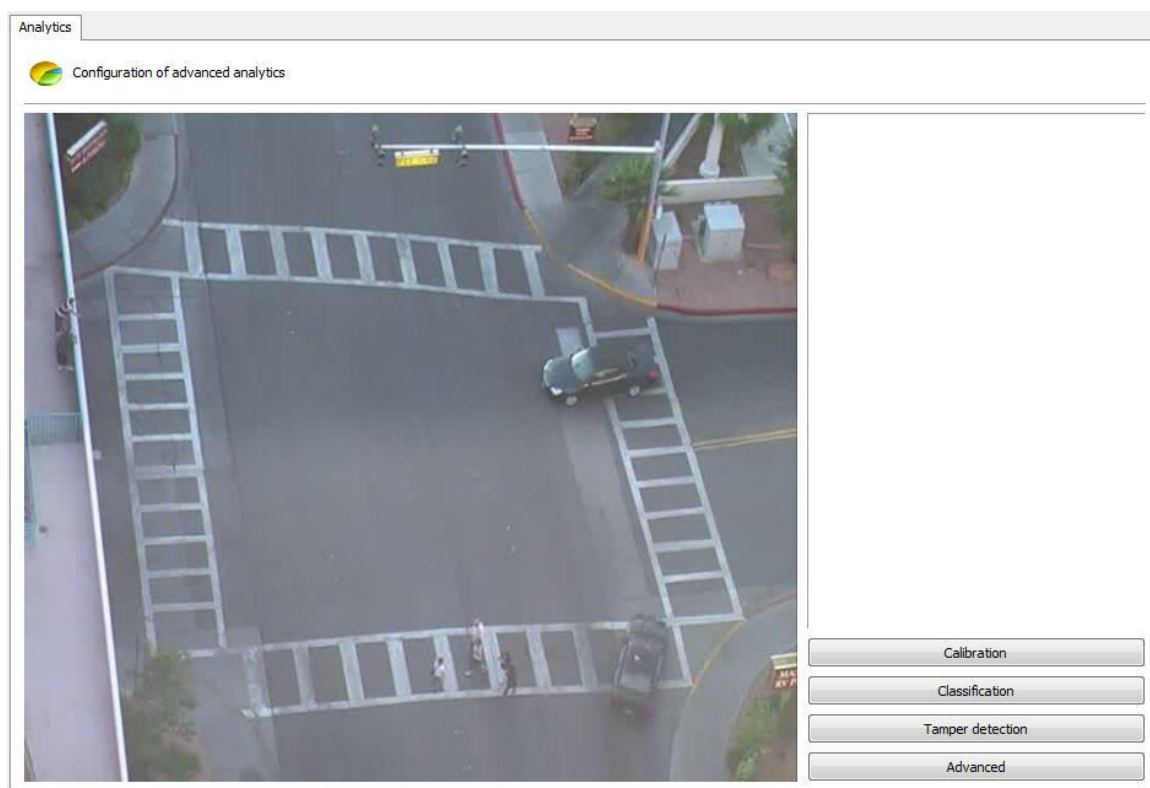 Analytics
Configuration of advanced analytics
Calibration
Classification
Tamper detection
Advanced